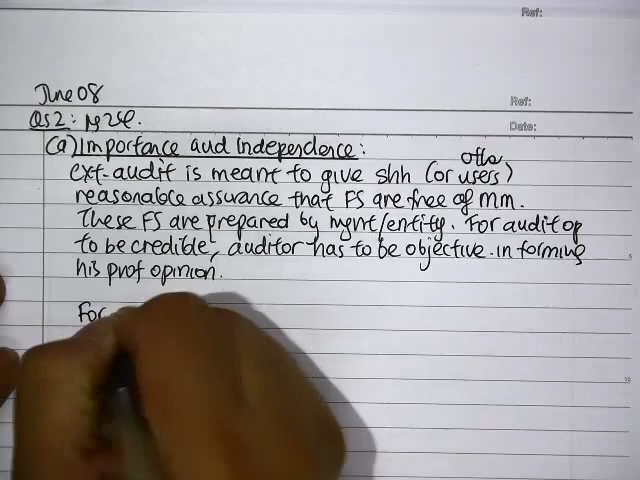 Ref:
June 08
Ref:
Qs2:
Date:
(a) Importance aud independence:
ext-audit is meant to give shh (or other users)
reasonable assurance that FS are free of mm.
These FS are prepared by mgmt/entity. For audit op
to be credible, auditor has to be objective in forming
his prof opinion.
For